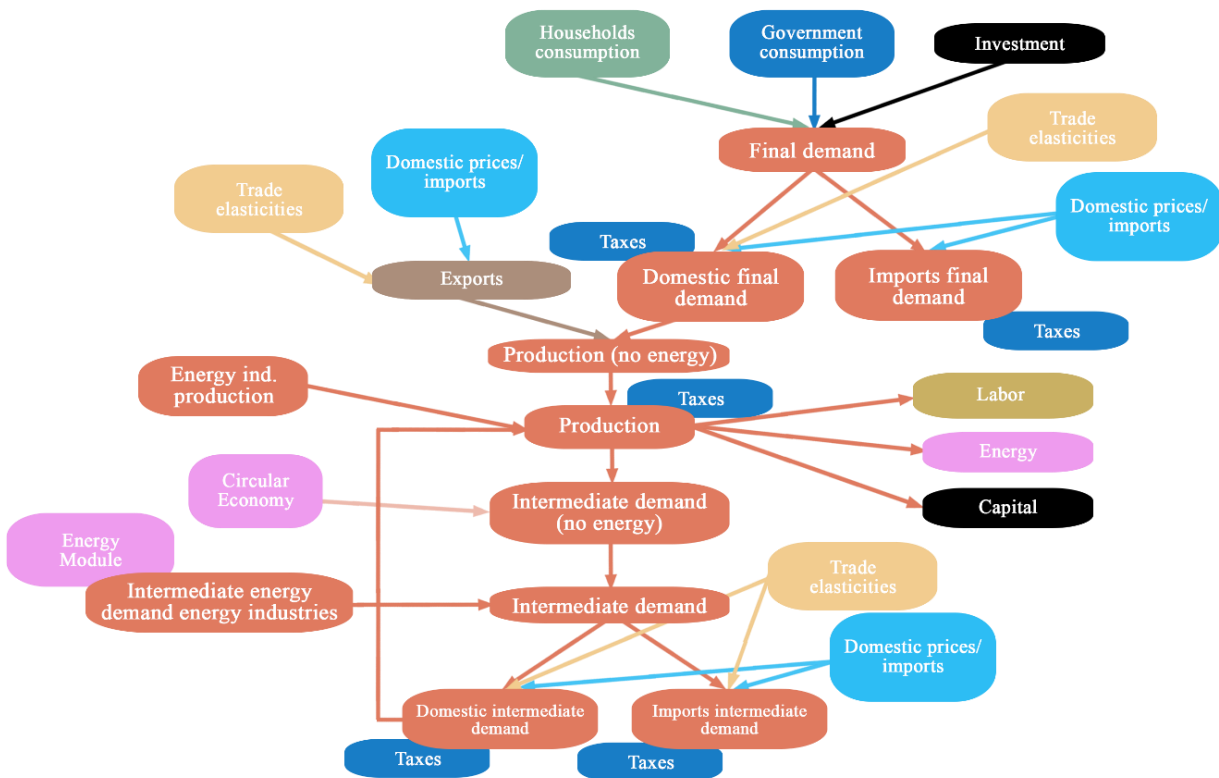 Households
consumption
Government
consumption
Investment
Trade
elasticities
Final demand
Domestic prices/
imports
Trade
elasticities
Domestic prices/
imports
Taxes
Exports
Domestic final
demand
Imports final
demand
Taxes
Production (no energy)
Energy ind.
production
Taxes
Labor
Production
Energy
Circular
Economy
Intermediate demand
(no energy)
Capital
Energy
Module
Intermediate energy
demand energy industries
Intermediate demand
Trade
elasticities
Domestic prices/
imports
Domestic intermediate
demand
Imports intermediate
demand
Taxes
Taxes